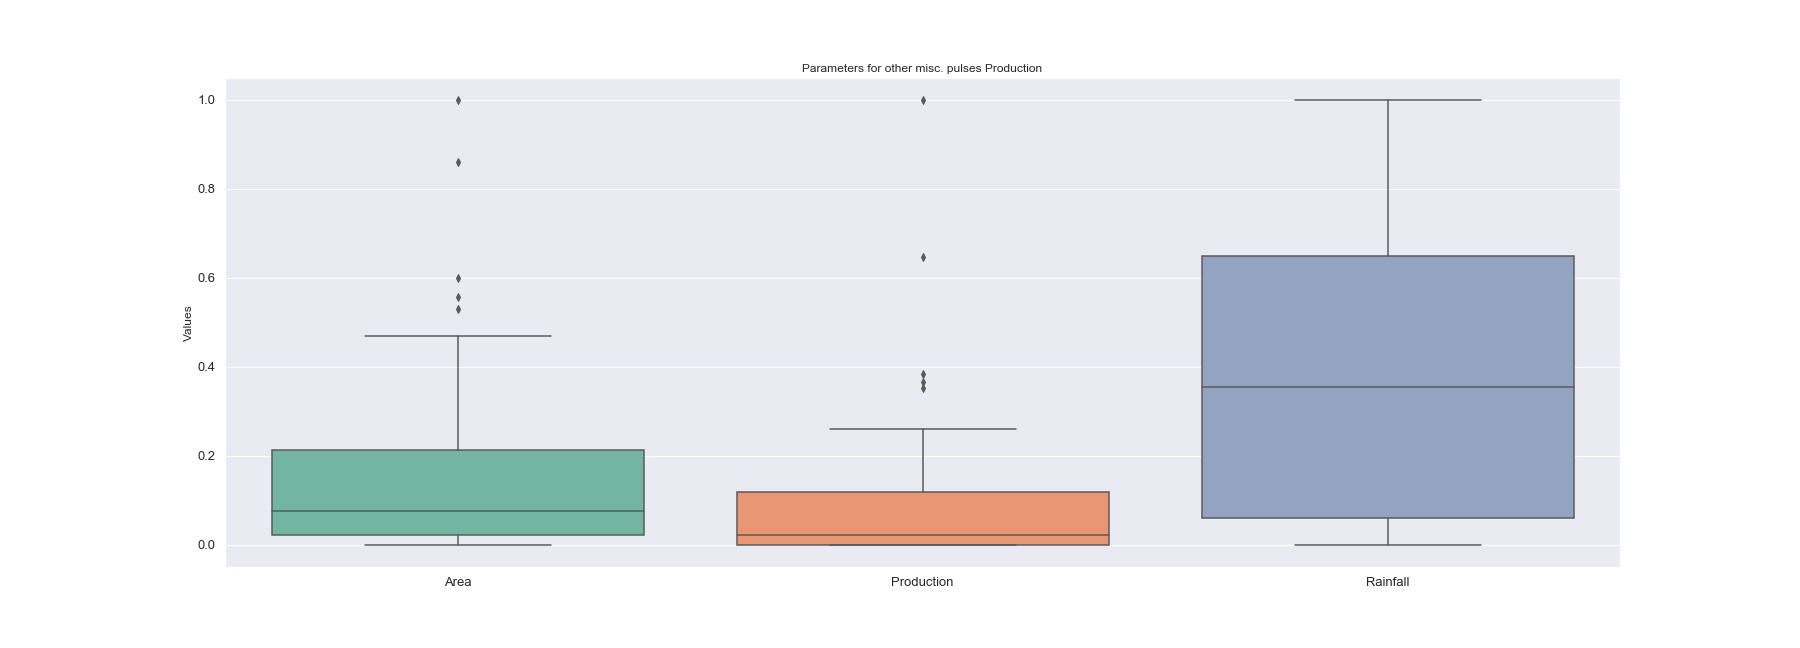 Parameters for other misc. pulses Production
1.0
0.8
0.6
0.4
0.2
0.0
Values
Area
Production
Rainfall